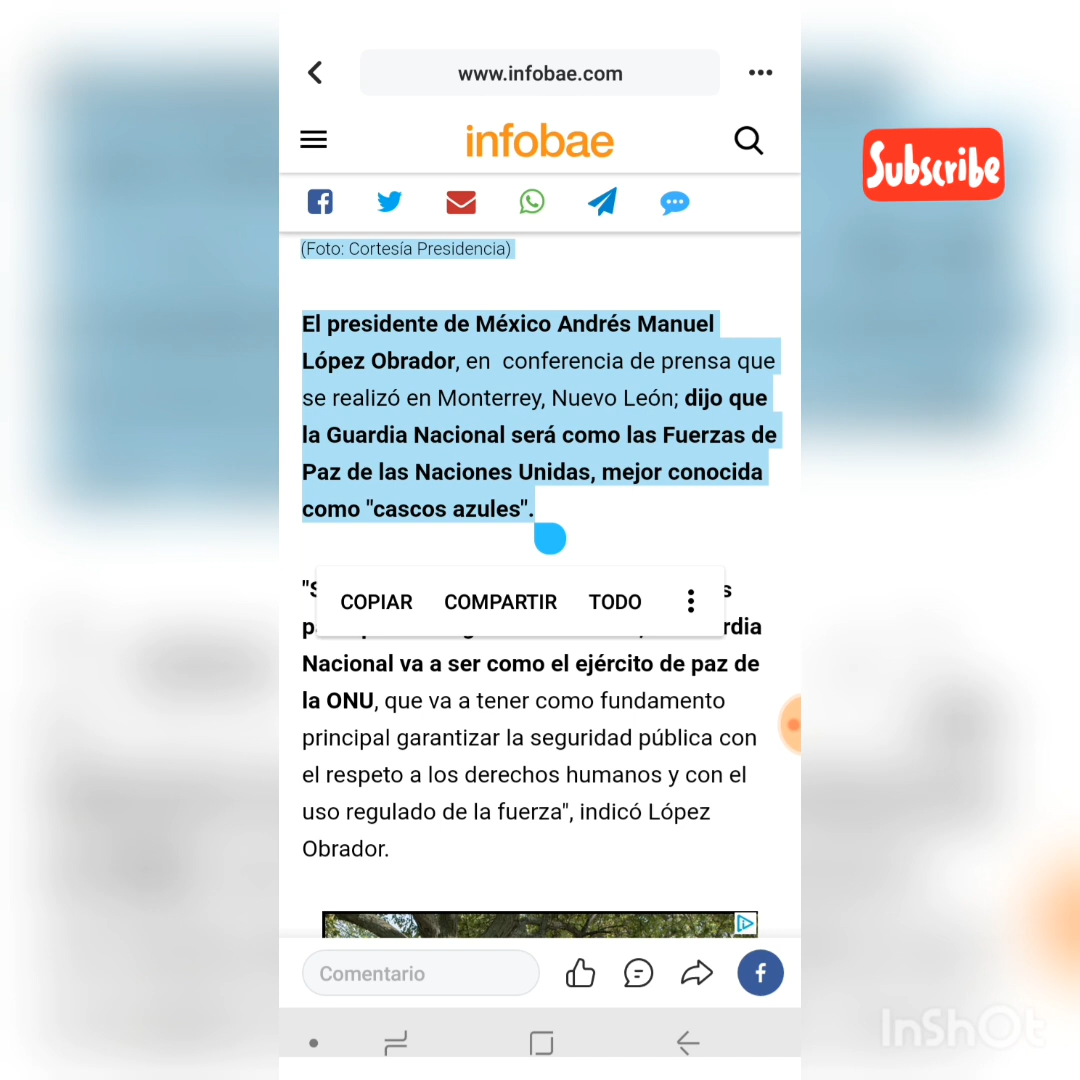 www.infobae.com
infobae
Subscribe
(Foto: Cortesía Presidencia)
El presidente de México Andrés Manuel
López Obrador, en conferencia de prensa que
se realizó en Monterrey, Nuevo León; dijo que
la Guardia Nacional será como las Fuerzas de
Paz de las Naciones Unidas, mejor conocida
como "cascos azules".
COPIAR COMPARTIR TODO
Nacional va a ser como el ejército de paz de
la ONU, que va a tener como fundamento
principal garantizar la seguridad pública con
el respeto a los derechos humanos y con el
uso regulado de la fuerza", indicó López
Obrador.
Comentario
InShOt